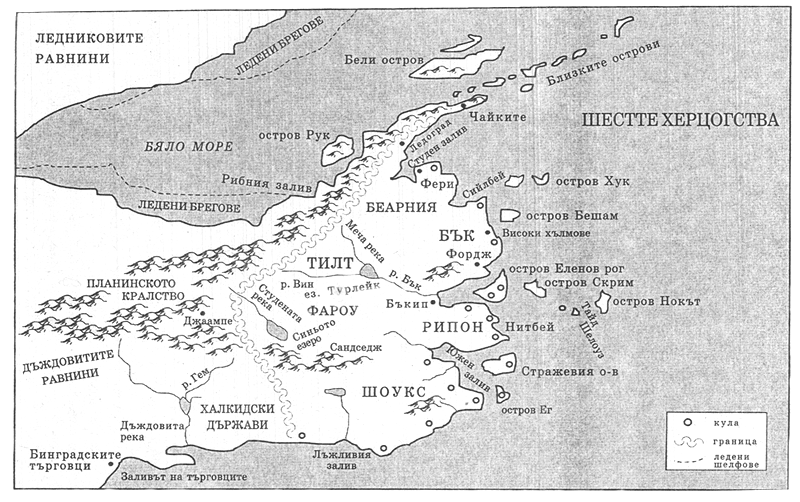 ЛЕДНИКОВИТЕ
РАВНИНИ
ЛЕДЕНИ БРЕГОВЕ
Бели остров
Близките острови
Чайките
ШЕСТТЕ ХЕРЦОГСТВА
БЯЛО МОРЕ
остров Рук
Ледоград
Студен залив
Рибния залив
Фери
Сийлбей
остров Хук
ЛЕДЕНИ БРЕГОВЕ
БЕАРНИЯ
остров Бешам
БЪК
Високи хълмове
Меча река
Фордж
ТИЛТ
остров Еленов рог
остров Скрим
ПЛАНИНСКОТО
КРАЛСТВО
р. Вин
р. Бък
ез. Турлейк
Студената
река
ФАРОУ
Бъкип
остров Нокът
Джаампе
Синьото
езеро
РИПОН
Нитбей
Тайд
Шелоуз
ДЪЖДОВИТЕ
РАВНИНИ
Сандседж
Южен
залив
Стражевия о-в
р. Гем
ШОУКС
остров Ег
ХАЛКИДСКИ
ДЪРЖАВИ
Дъждовита
река
Бинградските
търговци
Лъжливия
залив
Заливът на търговците
кула
граница
ледени
шелфове